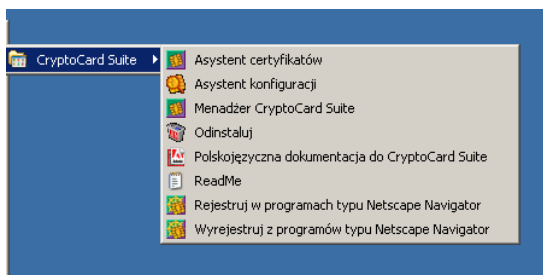 CryptoCard Suite
Asystent certyfikatów
Asystent konfiguracji
Menadżer CryptoCard Suite
Odinstaluj
Polskojęzyczna dokumentacja do CryptoCard Suite
ReadMe
Rejestruj w programach typu Netscape Navigator
Wyrejestruj z programów typu Netscape Navigator